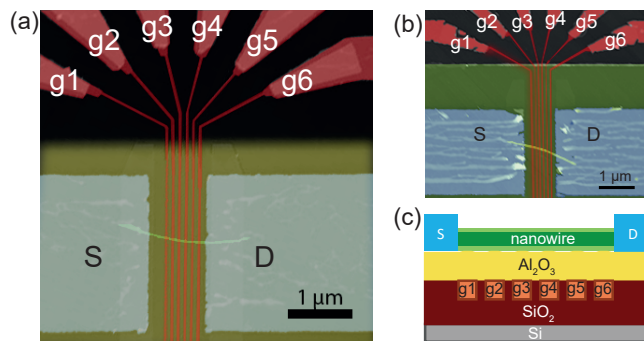 (a)
g1
g2
g3
g4
g5
g6
S
D
1 µm
(b)
g1
g2
g3
g4
g5
g6
S
D
1 µm
(c)
S
nanowire
D
Al₂O₃
g1 g2 g3 g4 g5 g6
SiO₂
Si